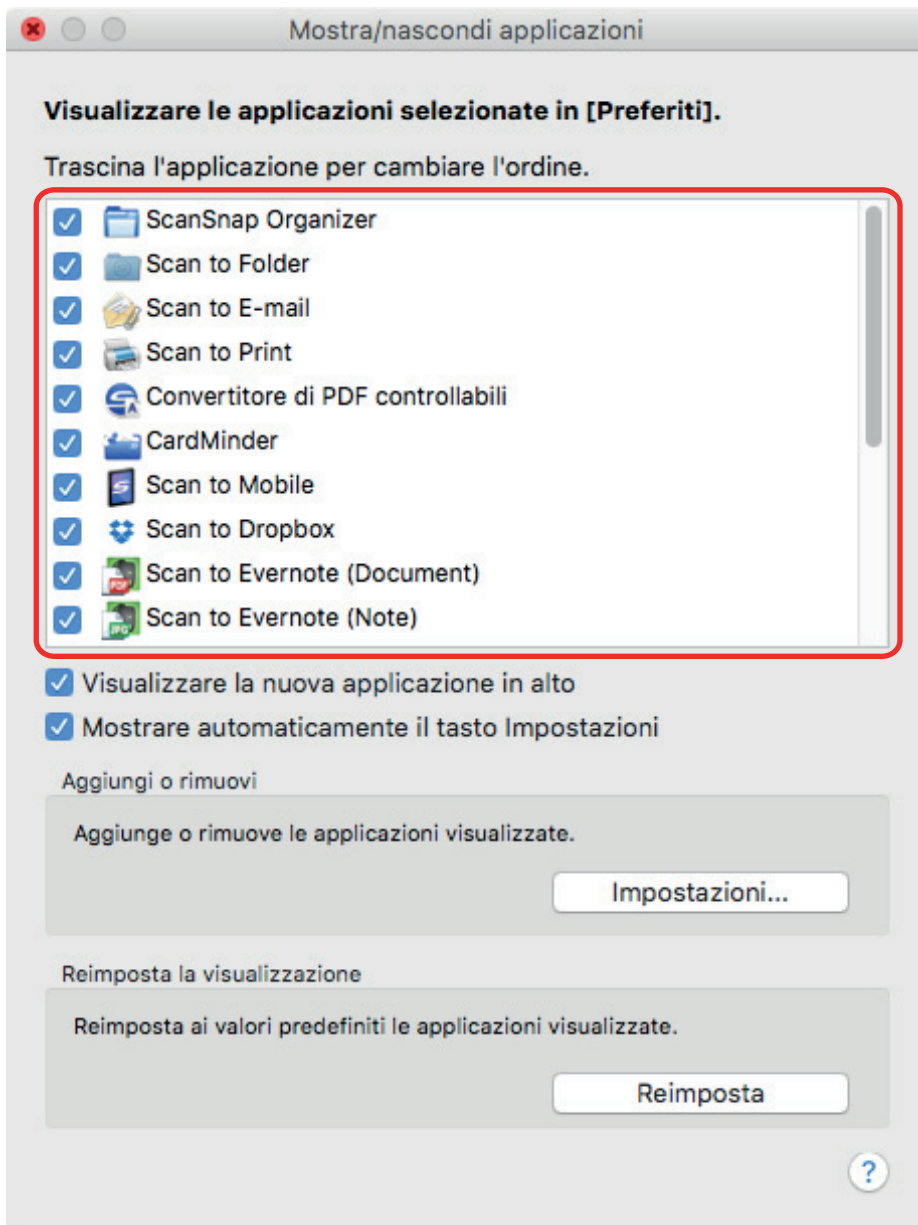 Mostra/nascondi applicazioni
Visualizzare le applicazioni selezionate in [Preferiti].
Trascina l'applicazione per cambiare l'ordine.
ScanSnap Organizer
Scan to Folder
Scan to E-mail
Scan to Print
Convertitore di PDF controllabili
CardMinder
Scan to Mobile
Scan to Dropbox
Scan to Evernote (Document)
Scan to Evernote (Note)
Visualizzare la nuova applicazione in alto
Mostrare automaticamente il tasto Impostazioni
Aggiungi o rimuovi
Aggiunge o rimuove le applicazioni visualizzate.
Impostazioni...
Reimposta la visualizzazione
Reimposta ai valori predefiniti le applicazioni visualizzate.
Reimposta
?